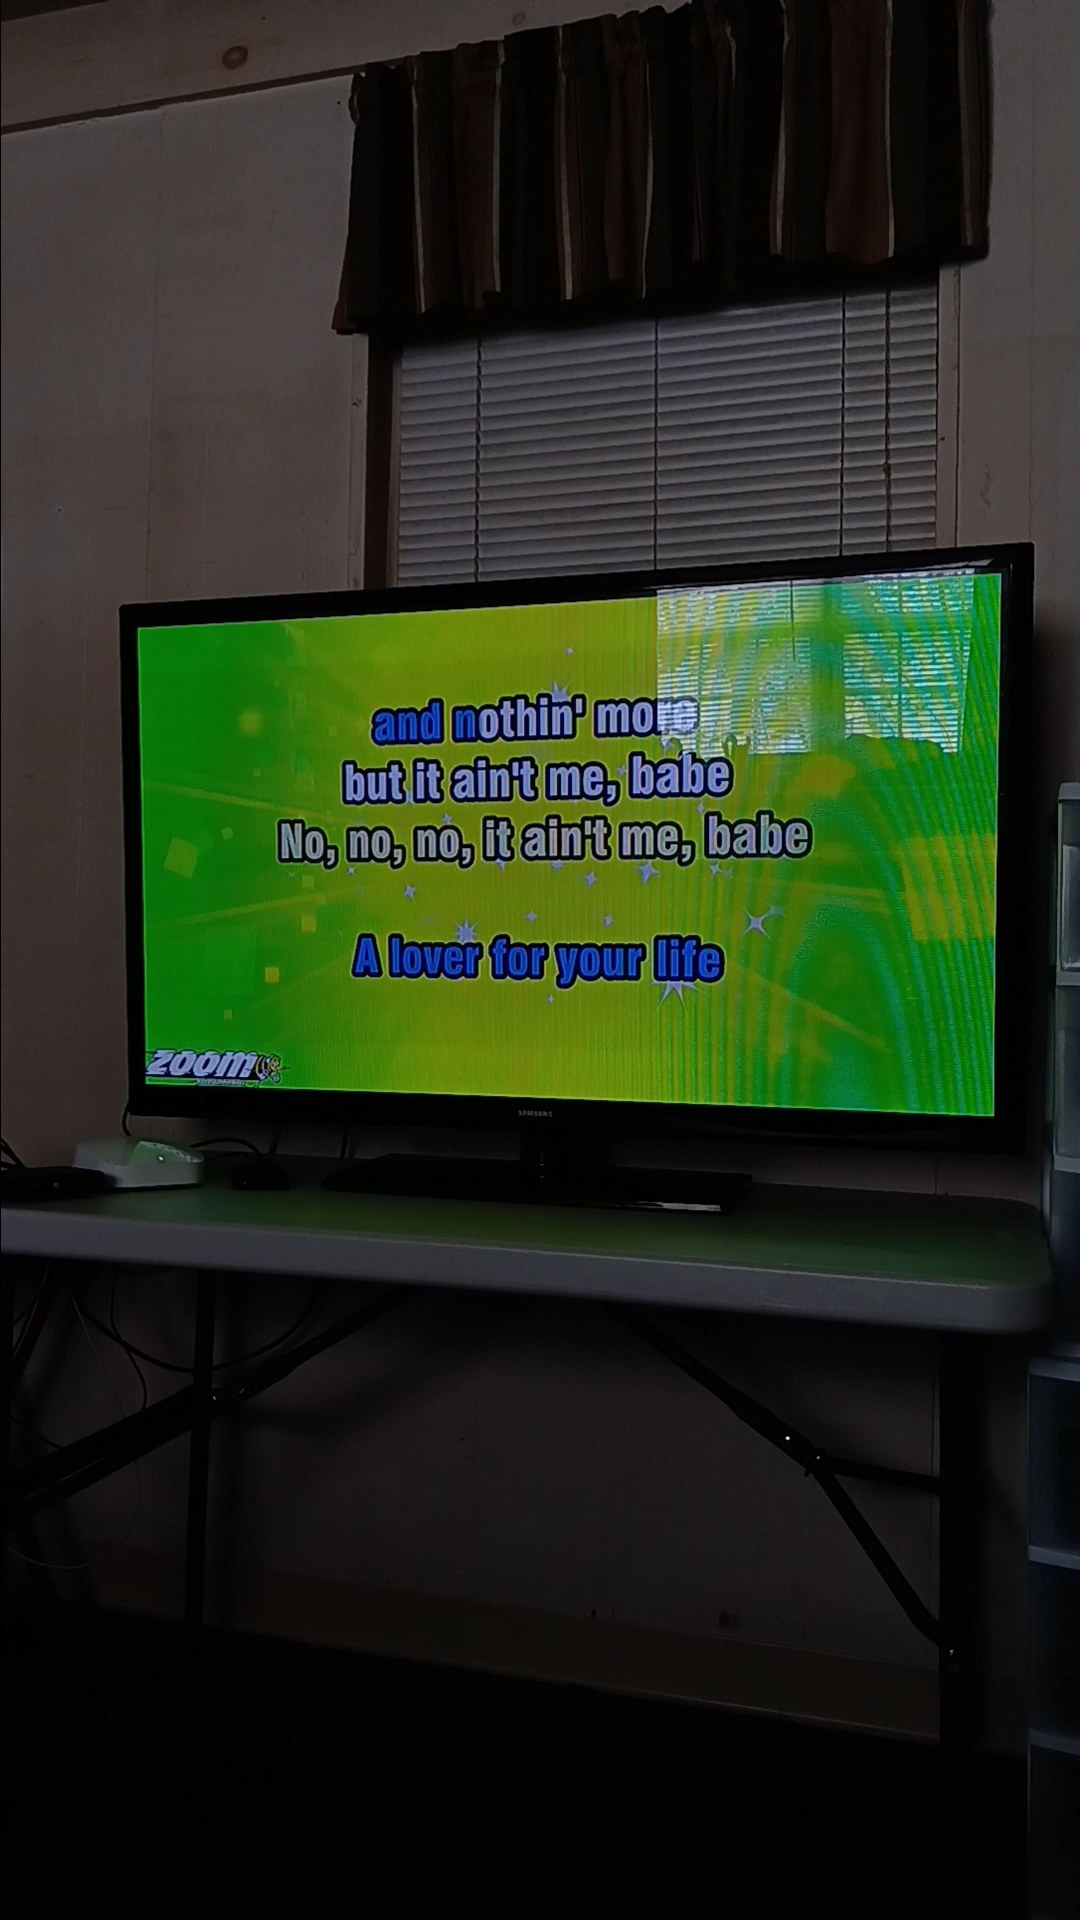 and nothin' more
but it ain't me, babe
No, no, no, it ain't me, babe
A lover for your life
ZOOM
SAMSUNG